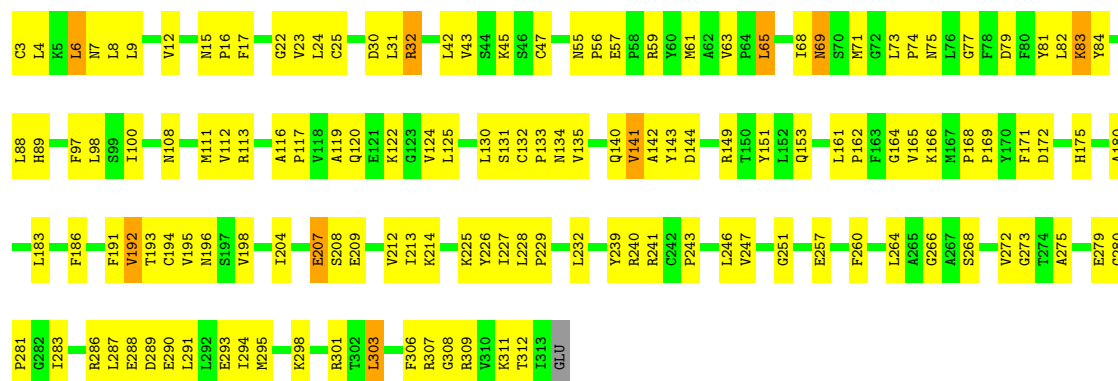 C3 L4 K5 L6 N7 L8 L9 V12 N15 P16 F17 G22 V23 L24 C25 D30 L31 R32 L42 V43 S44 K45 S46 C47 N55 P56 E57 P58 R59 Y60 M61 A62 V63 P64 L65 I68 N69 S70 M71 G72 L73 P74 N75 L76 G77 F78 D79 F80 Y81 L82 K83 Y84
L88 H89 F97 L98 S99 I100 N108 M111 V112 R113 A116 P117 V118 A119 Q120 E121 K122 G123 V124 L125 L130 S131 C132 P133 N134 V135 Q140 V141 A142 Y143 D144 R149 T150 Y151 L152 Q153 L161 P162 F163 G164 V165 K166 M167 P168 P169 Y170 F171 D172 H175 A180
L183 F186 F191 V192 T193 C194 V195 N196 S197 V198 I204 E207 S208 E209 V212 I213 K214 K225 Y226 I227 L228 P229 L232 Y239 R240 R241 C242 P243 L246 V247 G251 E257 F260 L264 A265 G266 A267 S268 V272 G273 T274 A275 E279
P281 G282 I283 R286 L287 E288 D289 E290 L291 L292 E293 I294 M295 K298 R301 T302 L303 F306 R307 G308 R309 V310 K311 T312 I313 GLU